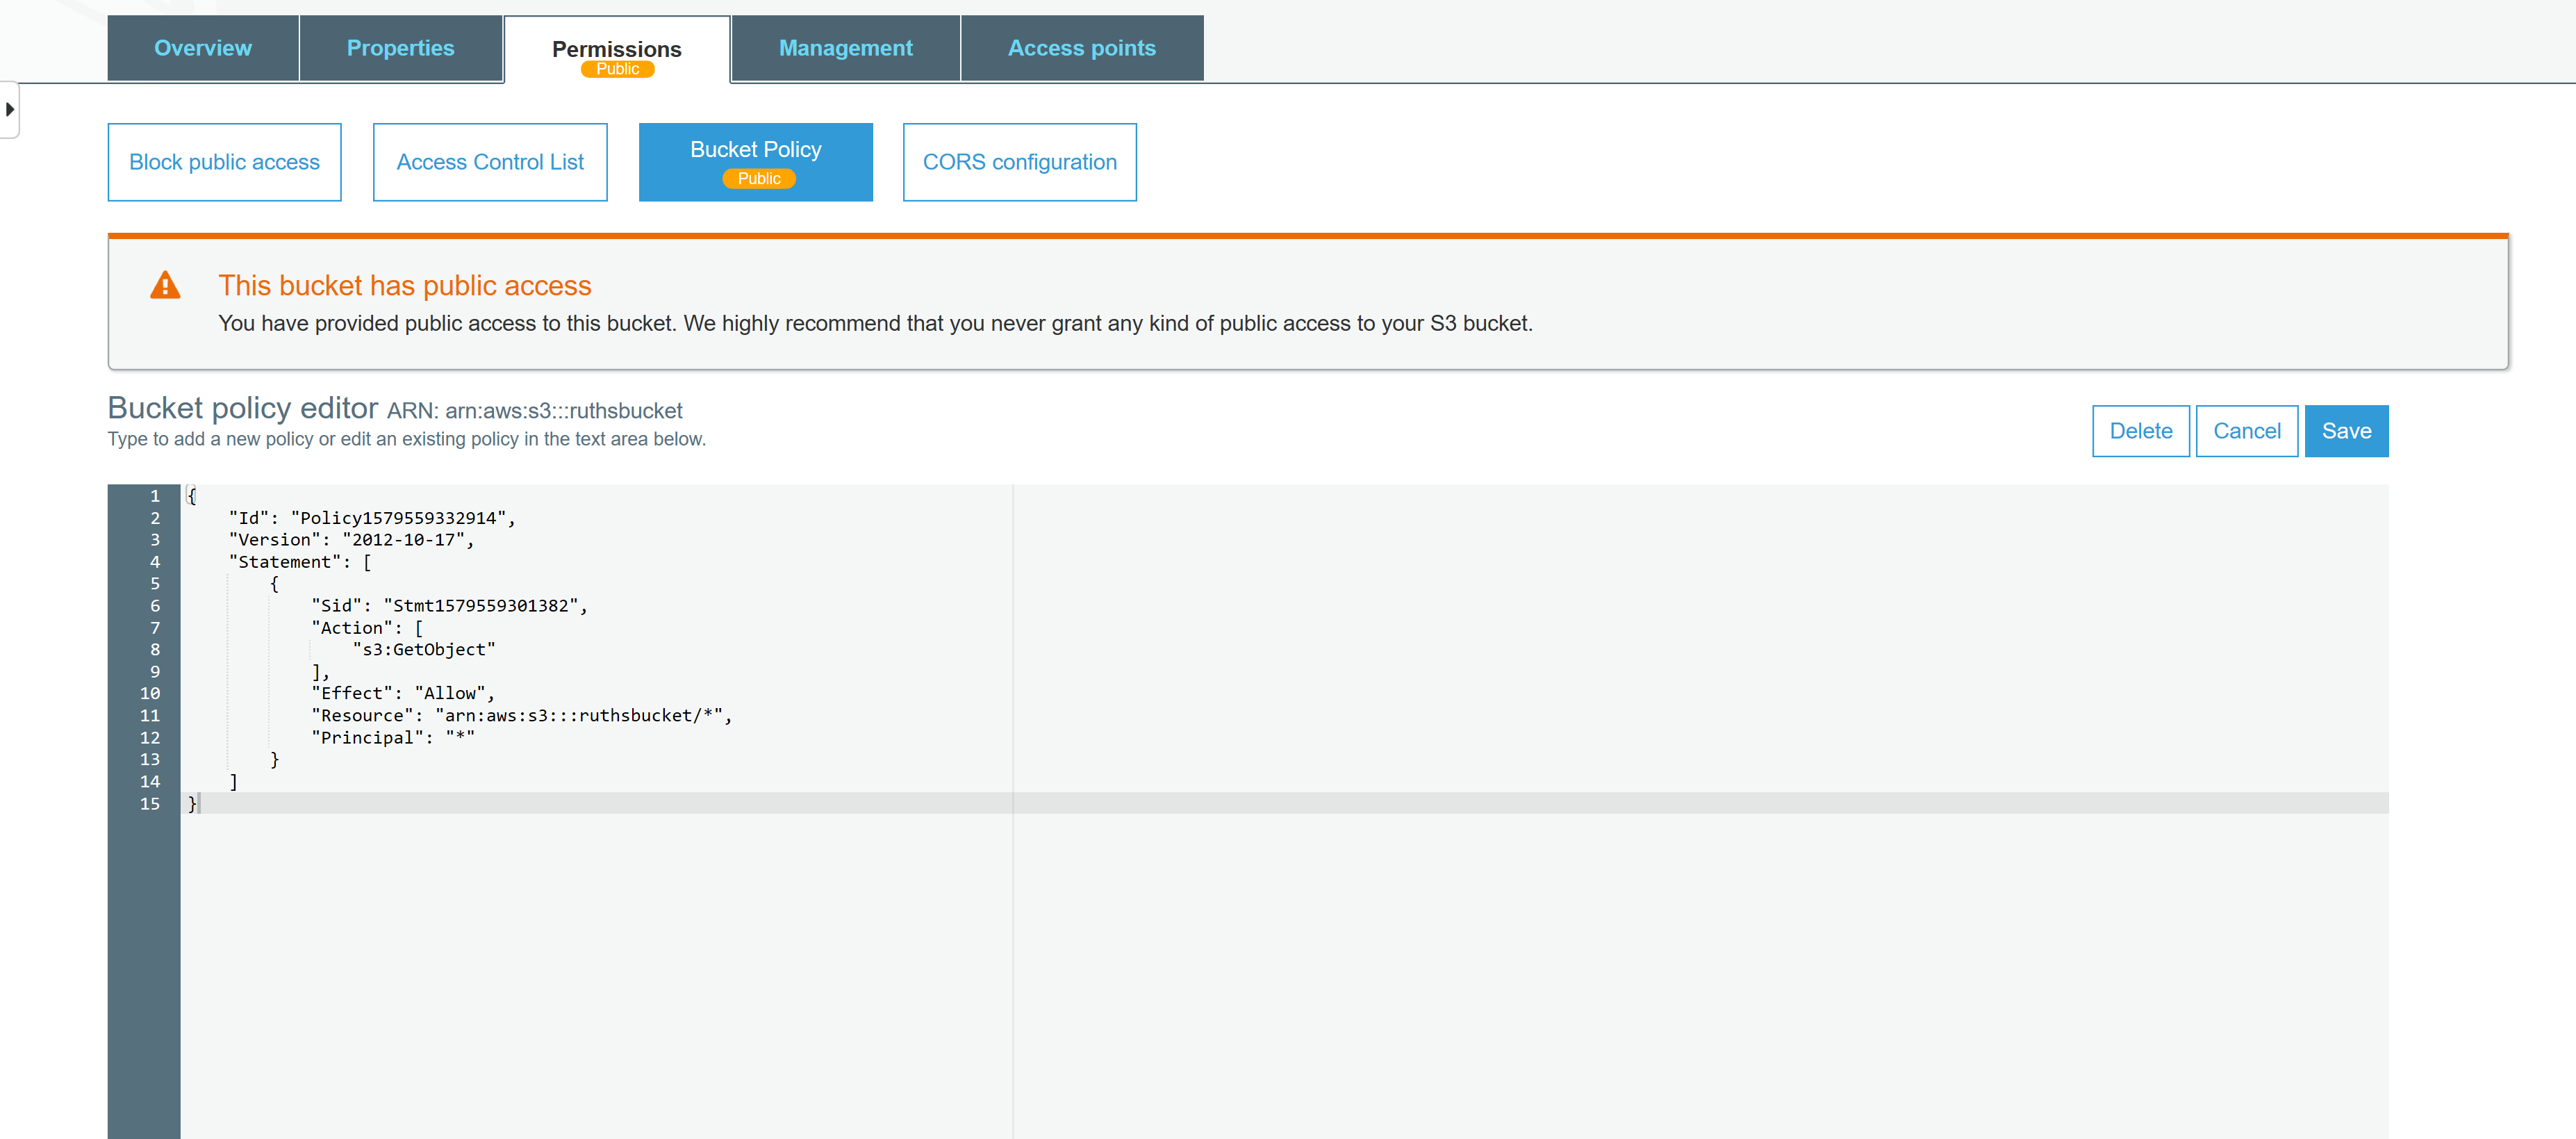 Overview Properties Permissions Management Access points
Public
Block public access Access Control List Bucket Policy CORS configuration
Public
This bucket has public access
You have provided public access to this bucket. We highly recommend that you never grant any kind of public access to your S3 bucket.
Bucket policy editor ARN: arn:aws:s3:::ruthsbucket
Type to add a new policy or edit an existing policy in the text area below.
Delete Cancel Save
1 {
2 "Id": "Policy1579559332914",
3 "Version": "2012-10-17",
4 "Statement": [
5 {
6 "Sid": "Stmt1579559301382",
7 "Action": [
8 "s3:GetObject"
9 ],
10 "Effect": "Allow",
11 "Resource": "arn:aws:s3:::ruthsbucket/*",
12 "Principal": "*"
13 }
14 ]
15 }